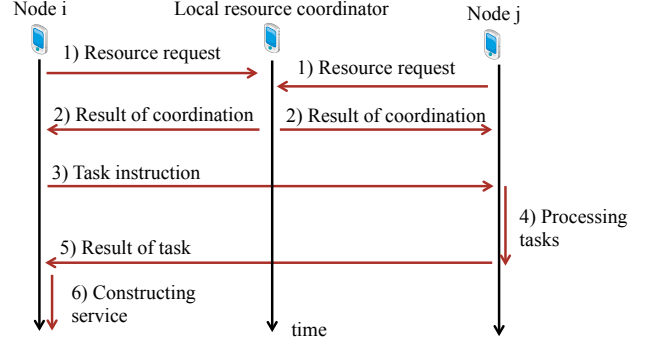 Node i
Local resource coordinator
Node j
1) Resource request
1) Resource request
2) Result of coordination
2) Result of coordination
3) Task instruction
4) Processing
tasks
5) Result of task
6) Constructing
service
time